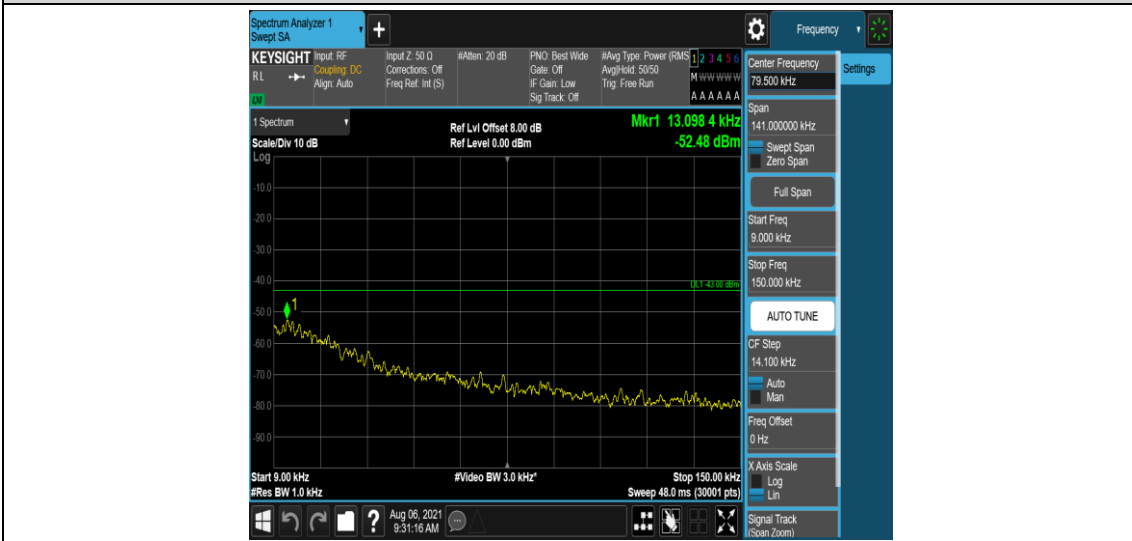 Spectrum Analyzer 1
Swept SA
+
Frequency
KEYSIGHT
RL
LXI
Input: RF
Coupling: DC
Align: Auto
Input Z: 50 Ω
Corrections: Off
Freq Ref: Int (S)
#Atten: 20 dB
PNO: Best Wide
Gate: Off
IF Gain: Low
Sig Track: Off
#Avg Type: Power (RMS
Avg|Hold: 50/50
Trig: Free Run
1 2 3 4 5 6
M W W W W W
A A A A A A
1 Spectrum
Scale/Div 10 dB
Log
Ref Lvl Offset 8.00 dB
Ref Level 0.00 dBm
Mkr1 13.098 4 kHz
-52.48 dBm
-10.0
-20.0
-30.0
-40.0
DL1 -43.00 dBm
-50.0
1
-60.0
-70.0
-80.0
-90.0
Start 9.00 kHz
#Res BW 1.0 kHz
#Video BW 3.0 kHz*
Stop 150.00 kHz
Sweep 48.0 ms (30001 pts)
Center Frequency
79.500 kHz
Settings
Span
141.000000 kHz
Swept Span
Zero Span
Full Span
Start Freq
9.000 kHz
Stop Freq
150.000 kHz
AUTO TUNE
CF Step
14.100 kHz
Auto
Man
Freq Offset
0 Hz
X Axis Scale
Log
Lin
Signal Track
(Span Zoom)
?
Aug 06, 2021
9:31:16 AM